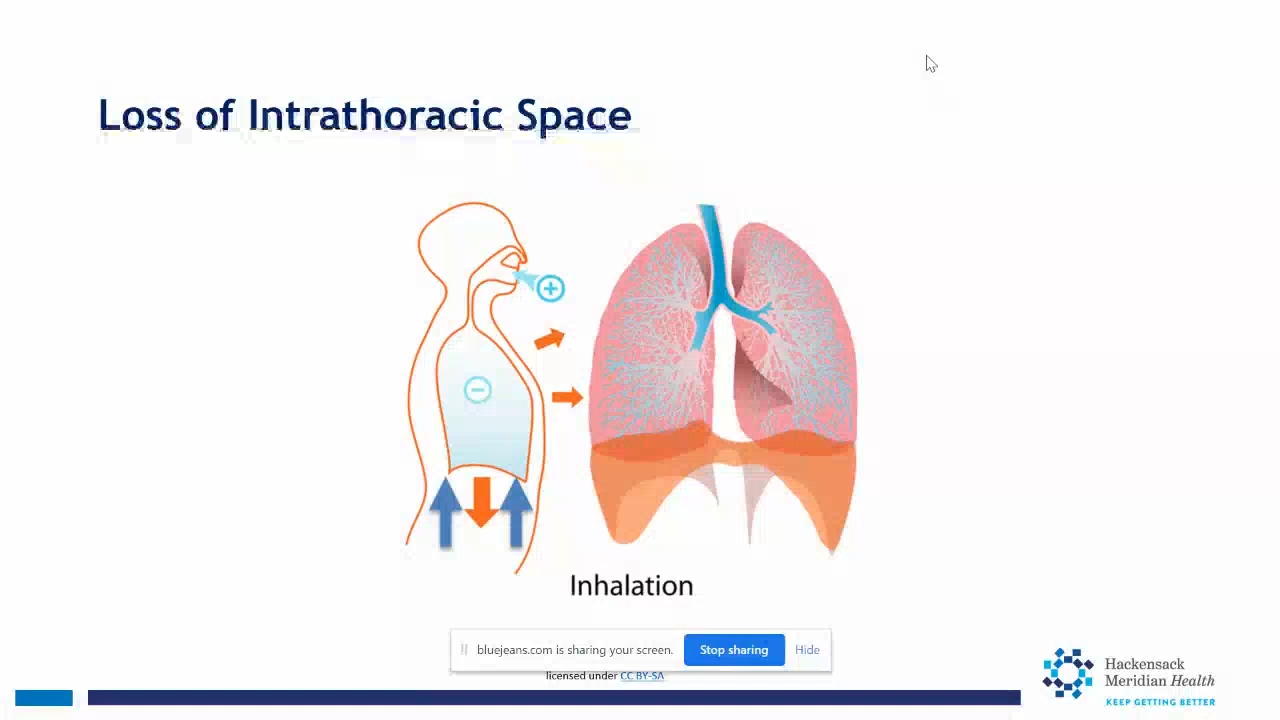 Loss of Intrathoracic Space
+
−
Inhalation
bluejeans.com is sharing your screen.
Stop sharing
Hide
licensed under CC BY-SA
Hackensack
Meridian Health
KEEP GETTING BETTER